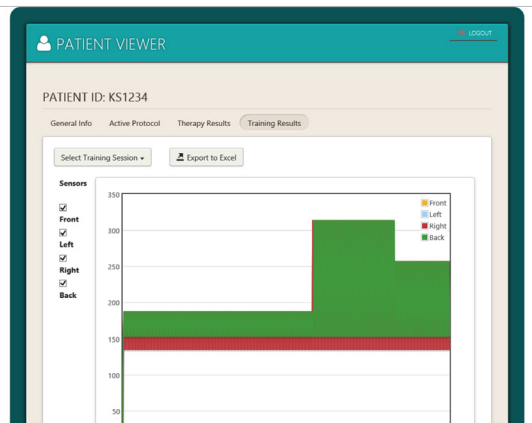 LOGOUT
PATIENT VIEWER
PATIENT ID: KS1234
General Info Active Protocol Therapy Results Training Results
Select Training Session Export to Excel
Sensors
Front
Left
Right
Back
350
300
250
200
150
100
50
Front
Left
Right
Back